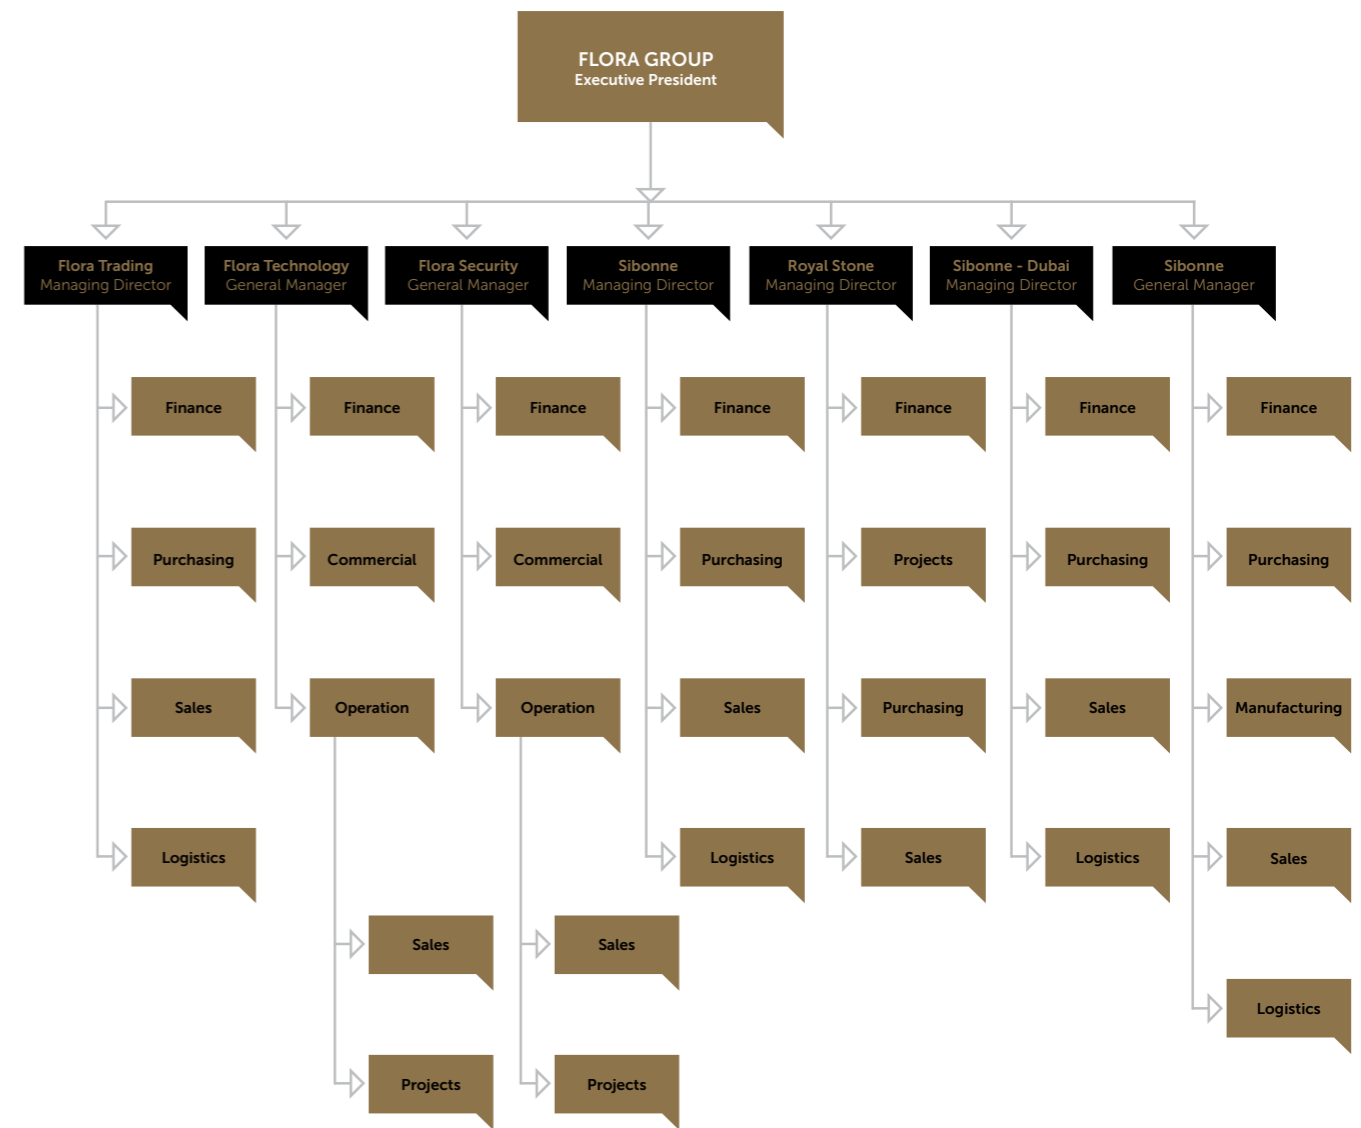 FLORA GROUP
Executive President
Flora Trading
Managing Director
Flora Technology
General Manager
Flora Security
General Manager
Sibonne
Managing Director
Royal Stone
Managing Director
Sibonne - Dubai
Managing Director
Sibonne
General Manager
Finance
Finance
Finance
Finance
Finance
Finance
Finance
Purchasing
Commercial
Commercial
Purchasing
Projects
Purchasing
Purchasing
Sales
Operation
Operation
Sales
Purchasing
Sales
Manufacturing
Logistics
Logistics
Sales
Logistics
Sales
Sales
Sales
Logistics
Projects
Projects